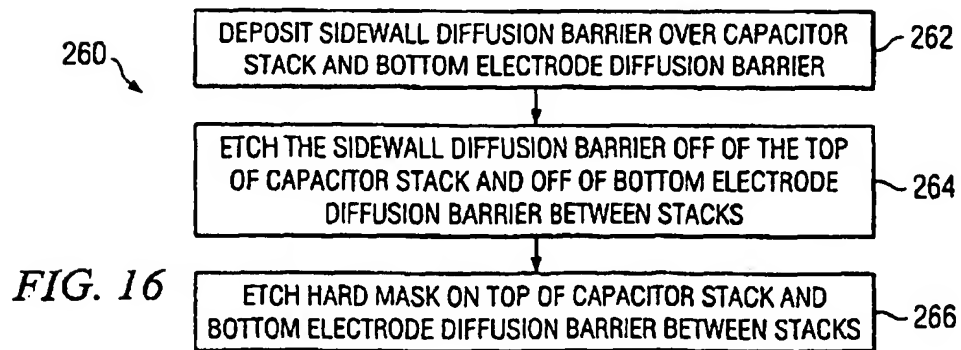 260
DEPOSIT SIDEWALL DIFFUSION BARRIER OVER CAPACITOR
STACK AND BOTTOM ELECTRODE DIFFUSION BARRIER
262
ETCH THE SIDEWALL DIFFUSION BARRIER OFF OF THE TOP
OF CAPACITOR STACK AND OFF OF BOTTOM ELECTRODE
DIFFUSION BARRIER BETWEEN STACKS
264
FIG. 16
ETCH HARD MASK ON TOP OF CAPACITOR STACK AND
BOTTOM ELECTRODE DIFFUSION BARRIER BETWEEN STACKS
266